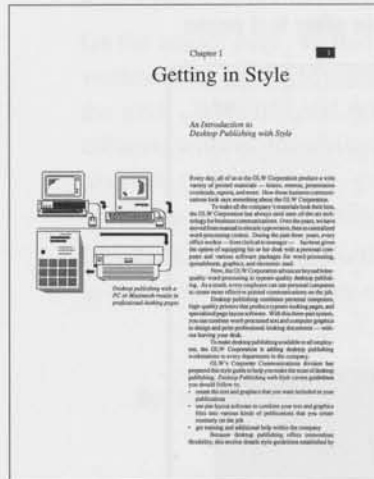 Chapter 1
1
Getting in Style
An Introduction to
Desktop Publishing with Style
Every day, all of us in the OLW Corporation produce a wide
variety of printed materials — letters, memos, presentation
overheads, reports, and more. How these business communi-
cations look says something about the OLW Corporation.
To make all the company's materials look their best,
the OLW Corporation has always used state-of-the-art tech-
nology for business communications. Over the years, we have
moved from manual to electric typewriters, then to centralized
word processing centers. During the past three years, every
office worker — from clerical to manager — has been given
the option of equipping his or her desk with a personal com-
puter and various software packages for word processing,
spreadsheets, graphics, and electronic mail.
Now, the OLW Corporation advances beyond letter-
quality word processing to typeset-quality desktop publish-
ing. As a result, every employee can use personal computers
to create more effective printed communications on the job.
Desktop publishing combines personal computers,
high-quality printers that produce typeset-looking pages, and
specialized page layout software. With this three-part system,
you can combine word-processed text and computer graphics
to design and print professional-looking documents — with-
out leaving your desk.
To make desktop publishing available to all employ-
ees, the OLW Corporation is adding desktop publishing
workstations to every department in the company.
OLW's Corporate Communications division has
prepared this style guide to help you make the most of desktop
publishing. Desktop Publishing with Style covers guidelines
you should follow to:
• create the text and graphics that you want included in your
publications
• use page layout software to combine your text and graphics
files into various kinds of publications that you create
routinely on the job
• get training and additional help within the company
Because desktop publishing offers tremendous
flexibility, this section details style guidelines established by
Desktop publishing with a
PC or Macintosh results in
professional desktop pages